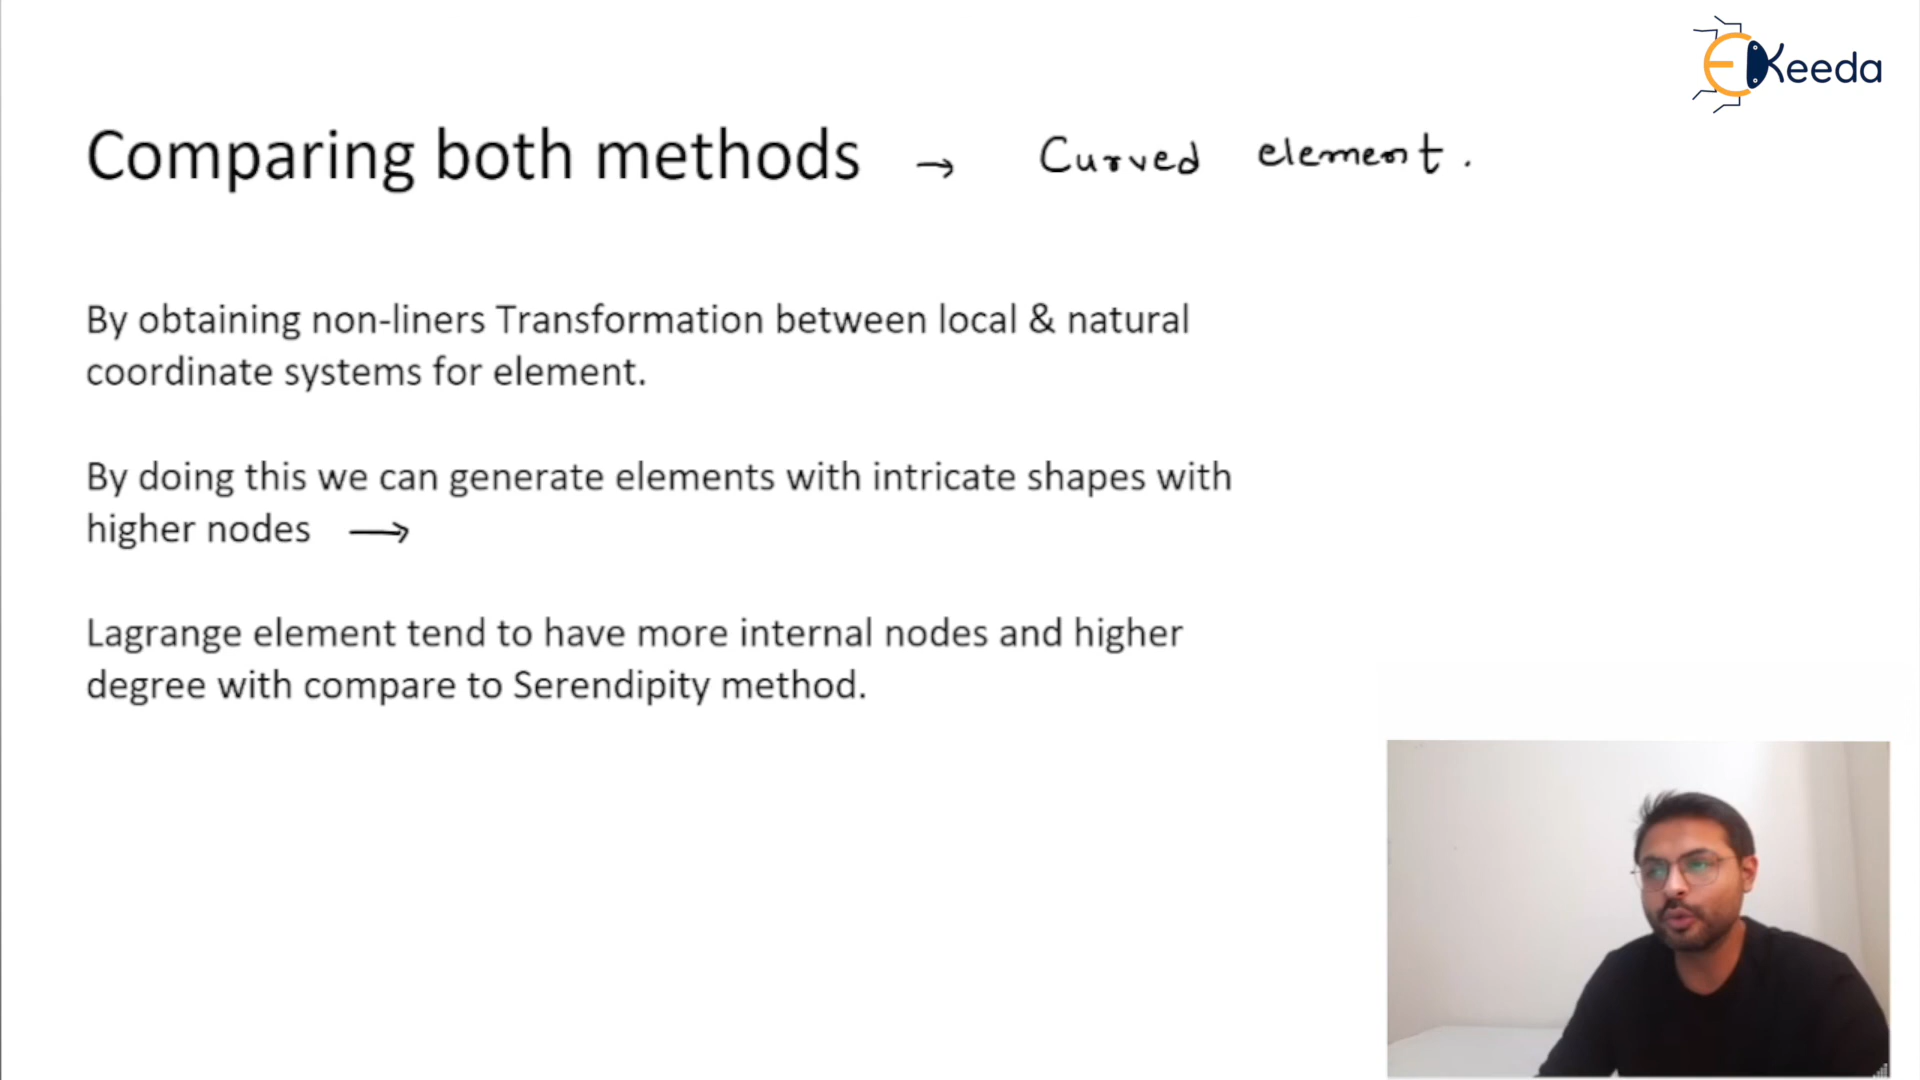 EKeeda
Comparing both methods → Curved element.
By obtaining non-liners Transformation between local & natural
coordinate systems for element.
By doing this we can generate elements with intricate shapes with
higher nodes →
Lagrange element tend to have more internal nodes and higher
degree with compare to Serendipity method.